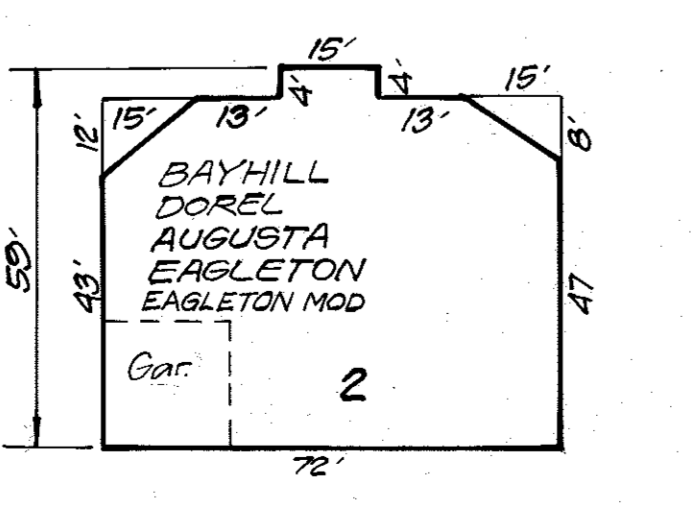 15'
4' 4'
15' 13' 13' 15'
12' 8'
BAYHILL
DOREL
AUGUSTA
EAGLETON
EAGLETON MOD
59' 43' 47
Gar.
2
72'